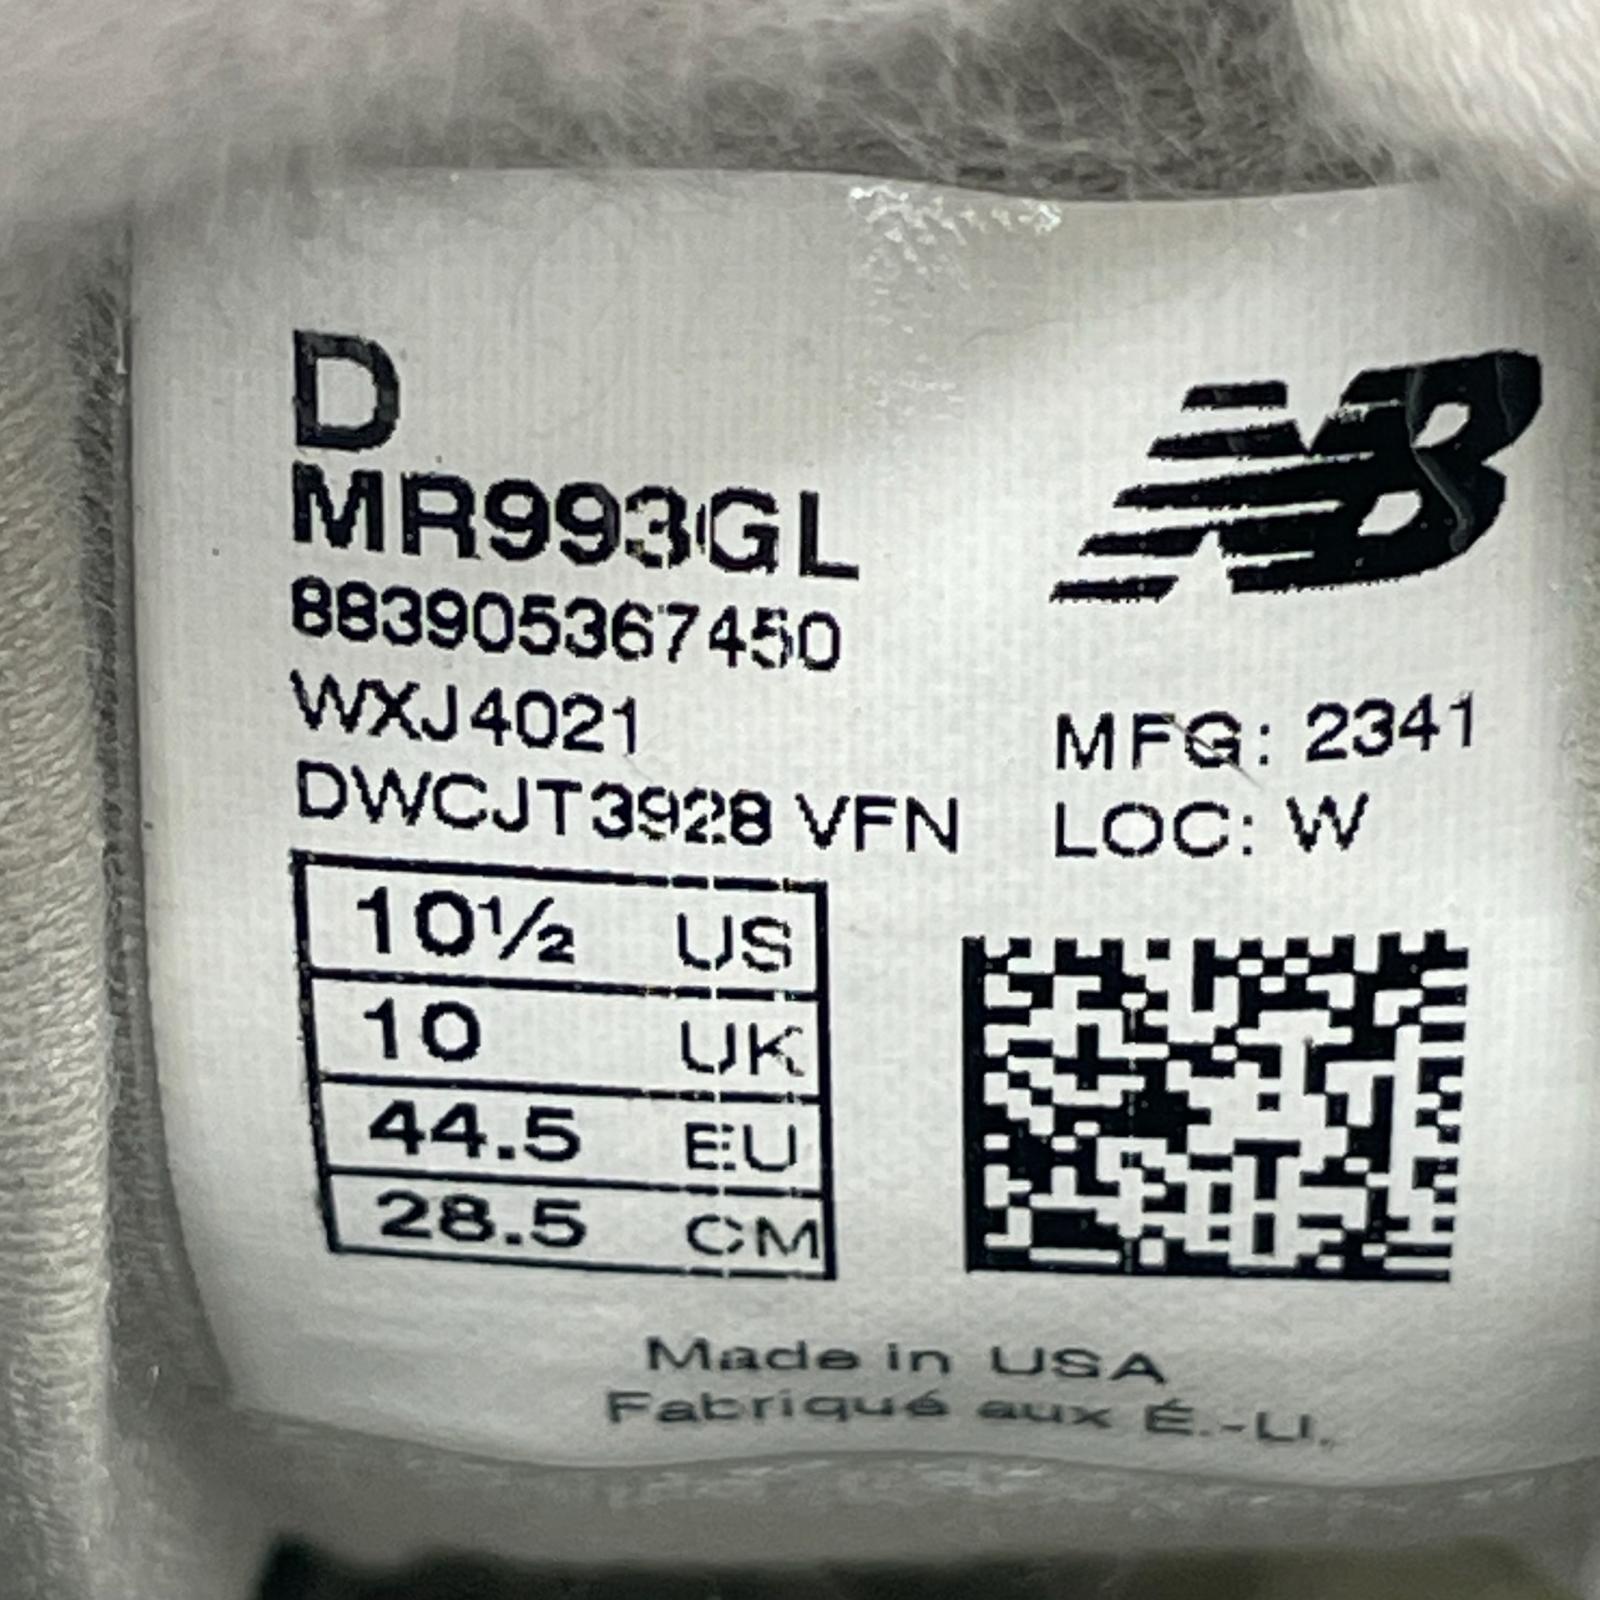 D
MR993GL
883905367450
WXJ4021
DWCJT3928 VFN
NB
MFG: 2341
LOC: W
10½ US
10 UK
44.5 EU
28.5 CM
Made in USA
Fabriqué aux É.-U.